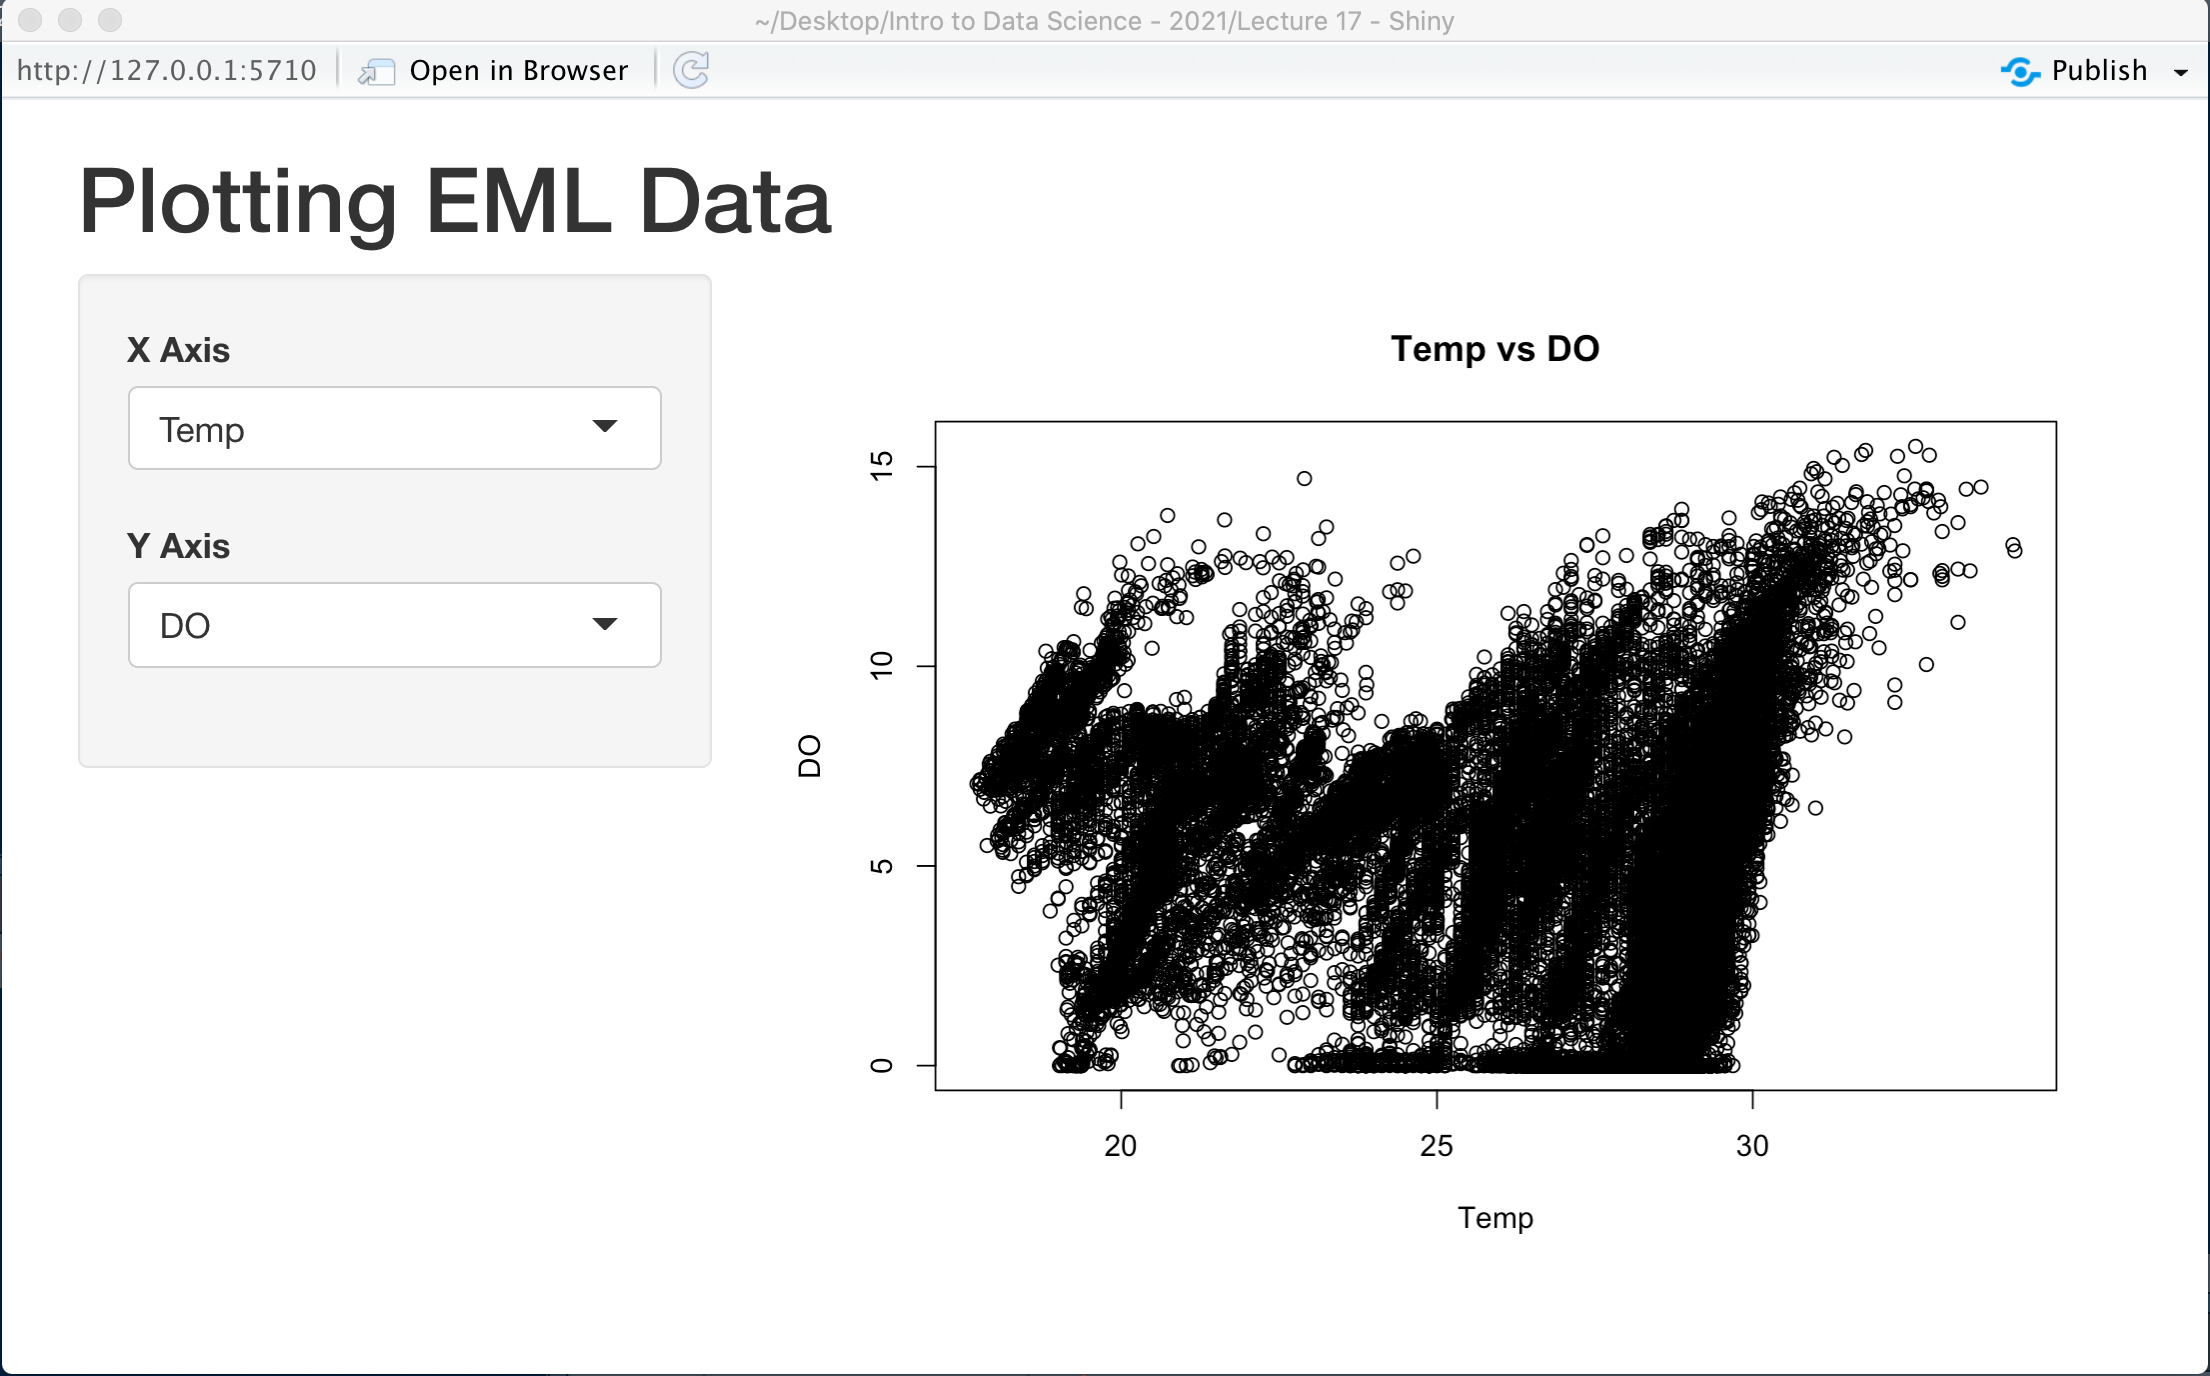 ~/Desktop/Intro to Data Science - 2021/Lecture 17 - Shiny
http://127.0.0.1:5710
Open in Browser
Publish
Plotting EML Data
X Axis
Temp
Y Axis
DO
Temp vs DO
DO
15
10
5
0
20 25 30
Temp